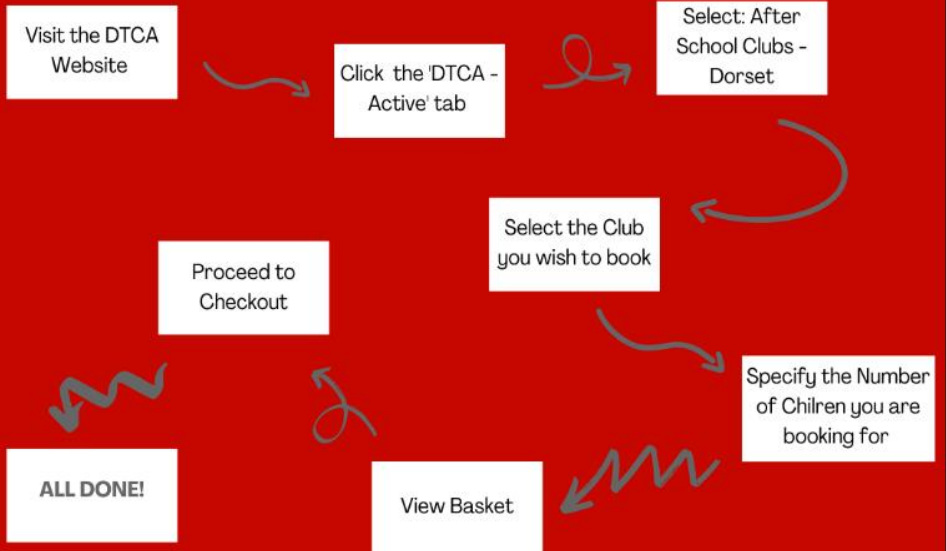 Visit the DTCA
Website
Click the 'DTCA -
Active' tab
Select: After
School Clubs -
Dorset
Select the Club
you wish to book
Specify the Number
of Chilren you are
booking for
View Basket
Proceed to
Checkout
ALL DONE!